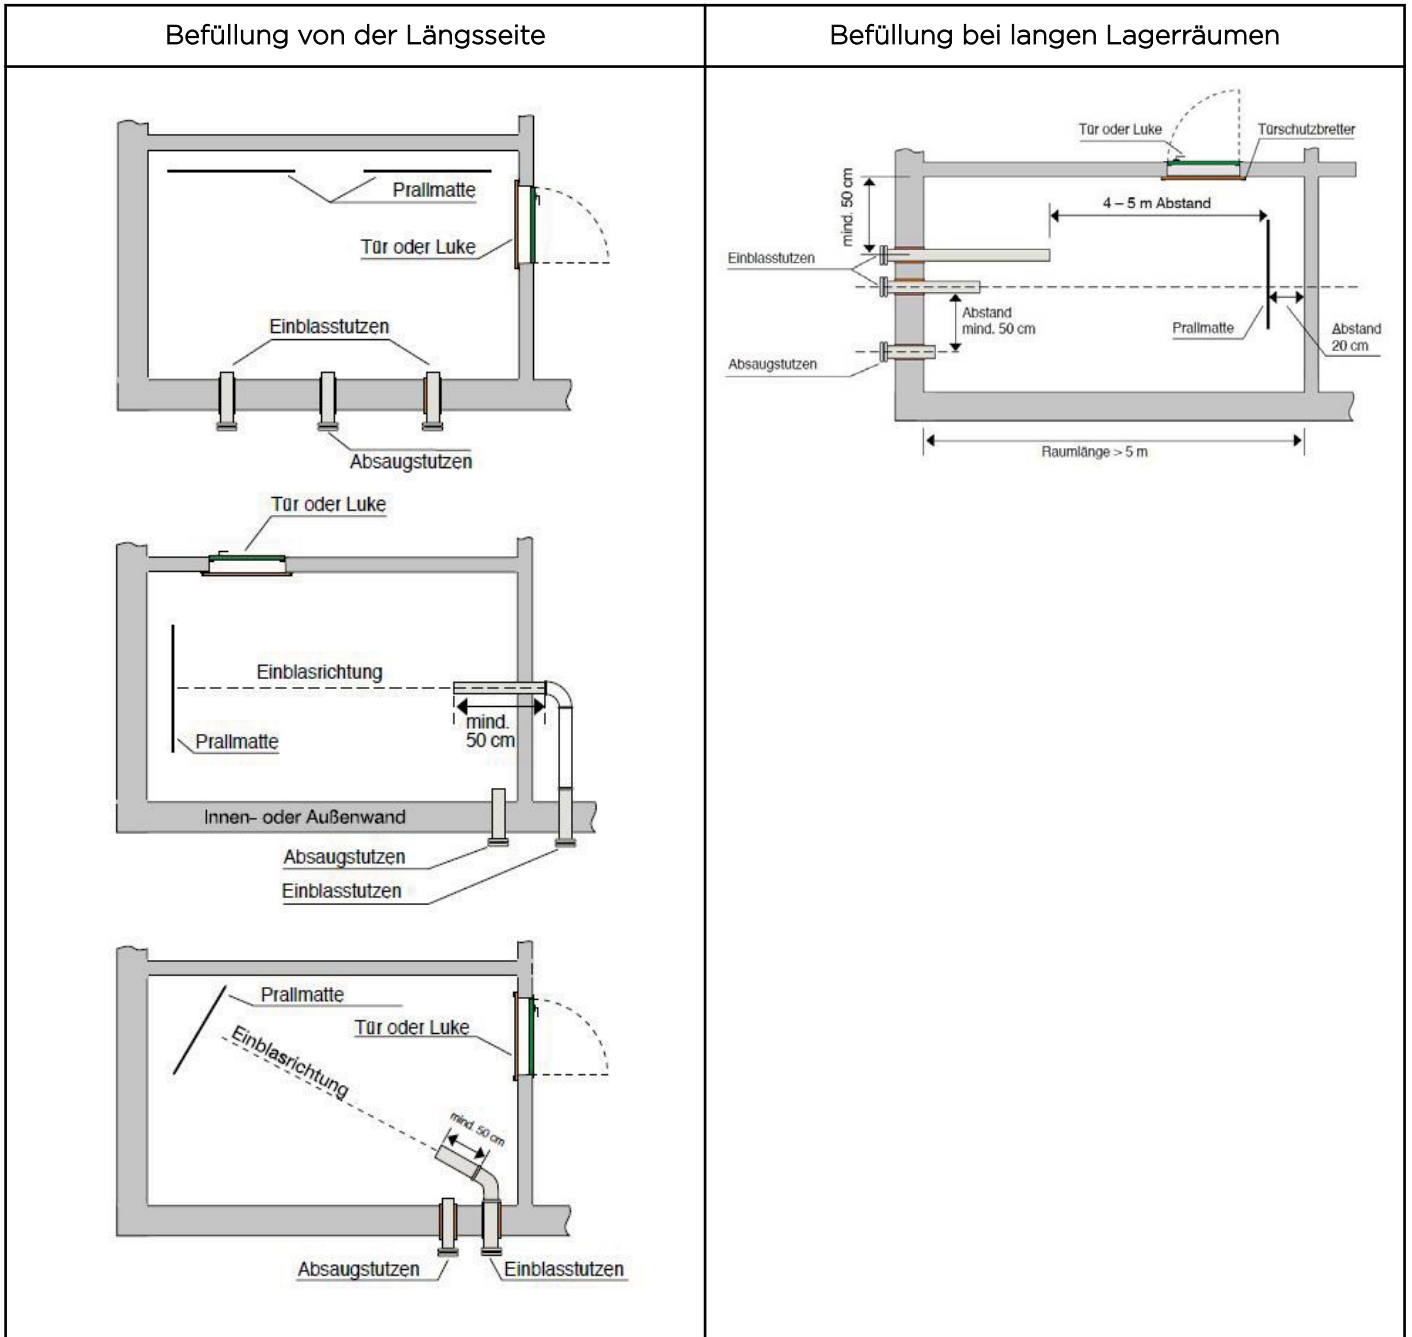 Befüllung von der Längsseite
Befüllung bei langen Lagerräumen
Prallmatte
Tür oder Luke
Einblasstutzen
Absaugstutzen
Tür oder Luke
Einblasrichtung
mind.
50 cm
Prallmatte
Innen- oder Außenwand
Absaugstutzen
Einblasstutzen
Prallmatte
Tür oder Luke
Einblasrichtung
mind. 50 cm
Absaugstutzen
Einblasstutzen
Tür oder Luke
Türschutzbretter
mind. 50 cm
4 – 5 m Abstand
Einblasstutzen
Abstand
mind. 50 cm
Prallmatte
Abstand
20 cm
Absaugstutzen
Raumlänge > 5 m